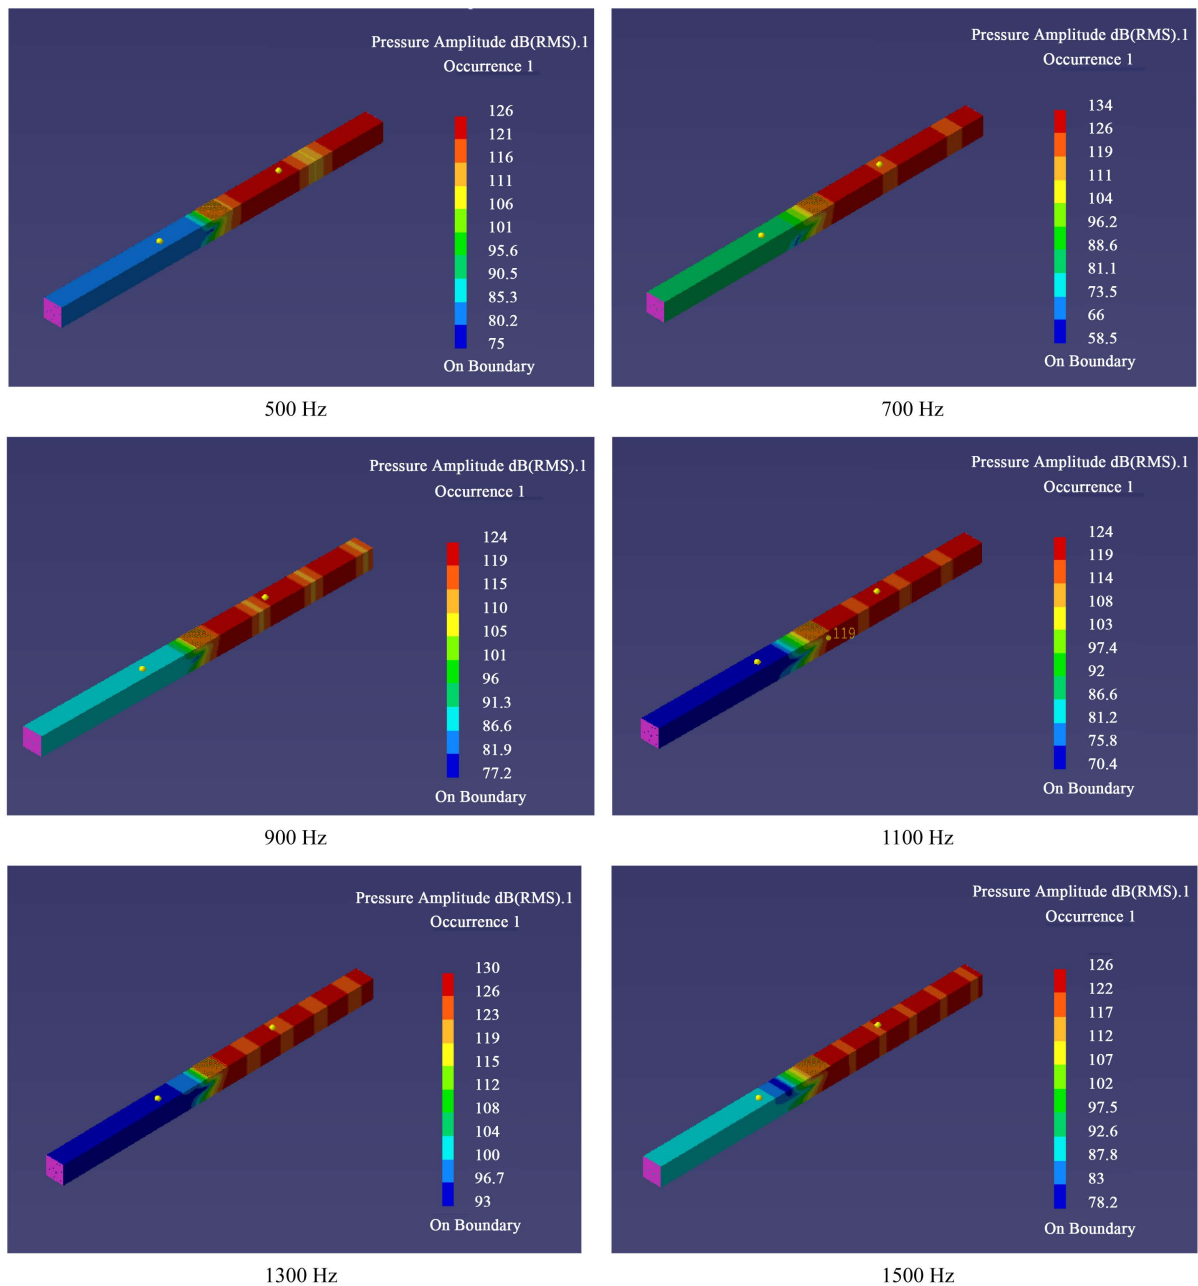 Pressure Amplitude dB(RMS).1
Occurrence 1
126
121
116
111
106
101
95.6
90.5
85.3
80.2
75
On Boundary
500 Hz
Pressure Amplitude dB(RMS).1
Occurrence 1
134
126
119
111
104
96.2
88.6
81.1
73.5
66
58.5
On Boundary
700 Hz
Pressure Amplitude dB(RMS).1
Occurrence 1
124
119
115
110
105
101
96
91.3
86.6
81.9
77.2
On Boundary
900 Hz
Pressure Amplitude dB(RMS).1
Occurrence 1
124
119
114
108
103
97.4
92
86.6
81.2
75.8
70.4
On Boundary
119
1100 Hz
Pressure Amplitude dB(RMS).1
Occurrence 1
130
126
123
119
115
112
108
104
100
96.7
93
On Boundary
1300 Hz
Pressure Amplitude dB(RMS).1
Occurrence 1
126
122
117
112
107
102
97.5
92.6
87.8
83
78.2
On Boundary
1500 Hz